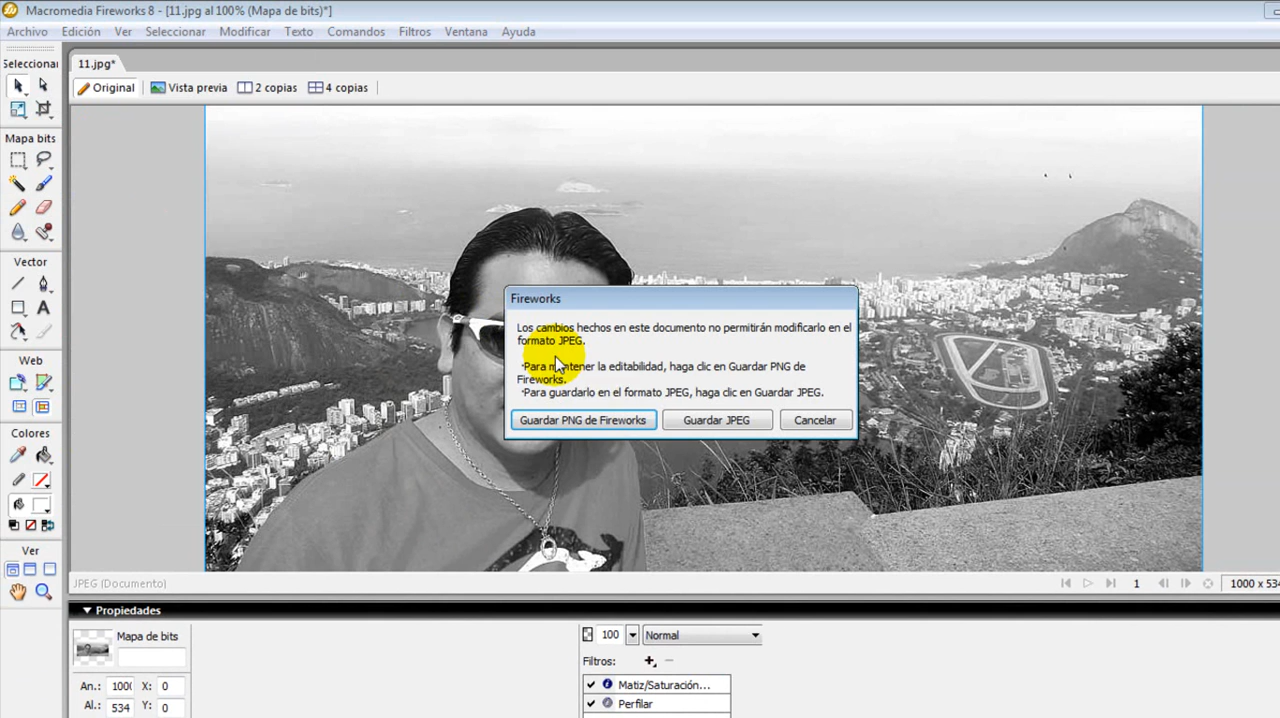 Macromedia Fireworks 8 - [11.jpg al 100% (Mapa de bits)*]
Archivo Edición Ver Seleccionar Modificar Texto Comandos Filtros Ventana Ayuda
Seleccionar
11.jpg*
Original Vista previa 2 copias 4 copias
Mapa bits
Vector
A
Web
Colores
Ver
Fireworks
Los cambios hechos en este documento no permitirán modificarlo en el
formato JPEG.
·Para mantener la editabilidad, haga clic en Guardar PNG de
Fireworks.
·Para guardarlo en el formato JPEG, haga clic en Guardar JPEG.
Guardar PNG de Fireworks Guardar JPEG Cancelar
JPEG (Documento)
1
1000 x 534
Propiedades
Mapa de bits
100 Normal
Filtros:
An.: 1000 X: 0
Matiz/Saturación...
Al.: 534 Y: 0
Perfilar